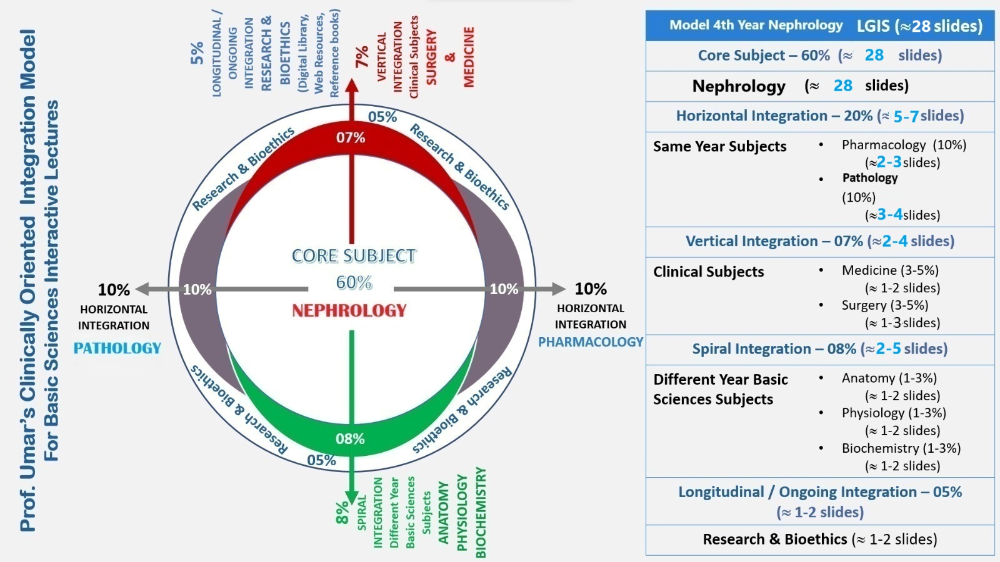 Prof. Umar's Clinically Oriented Integration Model
For Basic Sciences Interactive Lectures
5%
LONGITUDINAL /
ONGOING
INTEGRATION
RESEARCH &
BIOETHICS
(Digital Library,
Web Resources,
Reference books)
7%
VERTICAL
INTEGRATION
Clinical Subjects
SURGERY
&
MEDICINE
05%
07%
Research & Bioethics
Research & Bioethics
CORE SUBJECT
60%
NEPHROLOGY
10%
10%
10%
HORIZONTAL
INTEGRATION
PATHOLOGY
10%
HORIZONTAL
INTEGRATION
PHARMACOLOGY
Research & Bioethics
Research & Bioethics
08%
05%
8%
SPIRAL
INTEGRATION
Different Year
Basic Sciences
Subjects
ANATOMY
PHYSIOLOGY
BIOCHEMISTRY
Model 4th Year Nephrology LGIS (≈28 slides)
Core Subject – 60% (≈ 28 slides)
Nephrology (≈ 28 slides)
Horizontal Integration – 20% (≈ 5-7 slides)
Same Year Subjects
• Pharmacology (10%)
(≈2-3 slides)
• Pathology
(10%)
(≈3-4 slides)
Vertical Integration – 07% (≈2-4 slides)
Clinical Subjects
• Medicine (3-5%)
(≈ 1-2 slides)
• Surgery (3-5%)
(≈ 1-3 slides)
Spiral Integration – 08% (≈2-5 slides)
Different Year Basic
Sciences Subjects
• Anatomy (1-3%)
(≈ 1-2 slides)
• Physiology (1-3%)
(≈ 1-2 slides)
• Biochemistry (1-3%)
(≈ 1-2 slides)
Longitudinal / Ongoing Integration – 05%
(≈ 1-2 slides)
Research & Bioethics (≈ 1-2 slides)